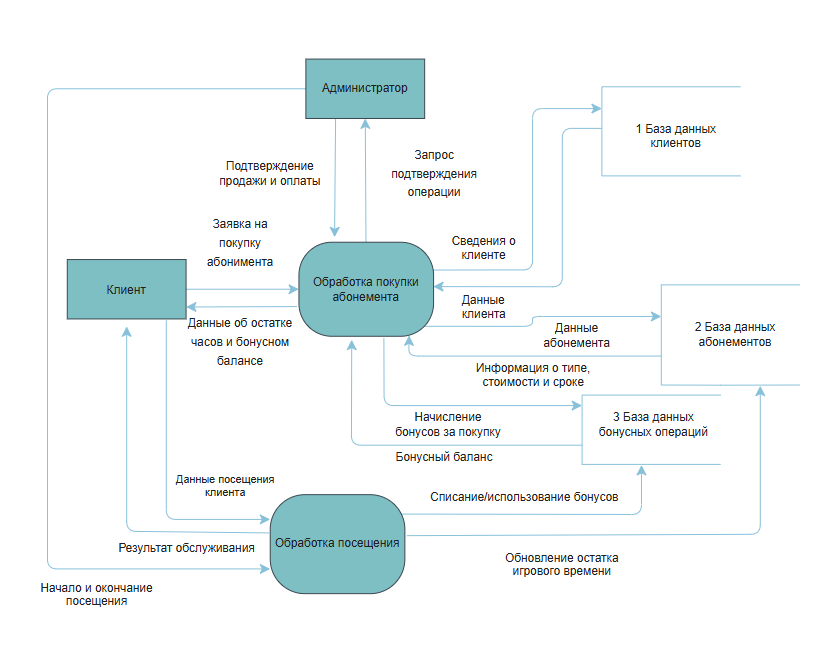 Администратор
1 База данных
клиентов
Подтверждение
продажи и оплаты
Запрос
подтверждения
операции
Заявка на
покупку
абонимента
Сведения о
клиенте
Клиент
Обработка покупки
абонемента
Данные
клиента
Данные об остатке
часов и бонусном
балансе
Данные
абонемента
2 База данных
абонементов
Информация о типе,
стоимости и сроке
Начисление
бонусов за покупку
3 База данных
бонусных операций
Бонусный баланс
Данные посещения
клиента
Списание/использование бонусов
Обработка посещения
Результат обслуживания
Обновление остатка
игрового времени
Начало и окончание
посещения